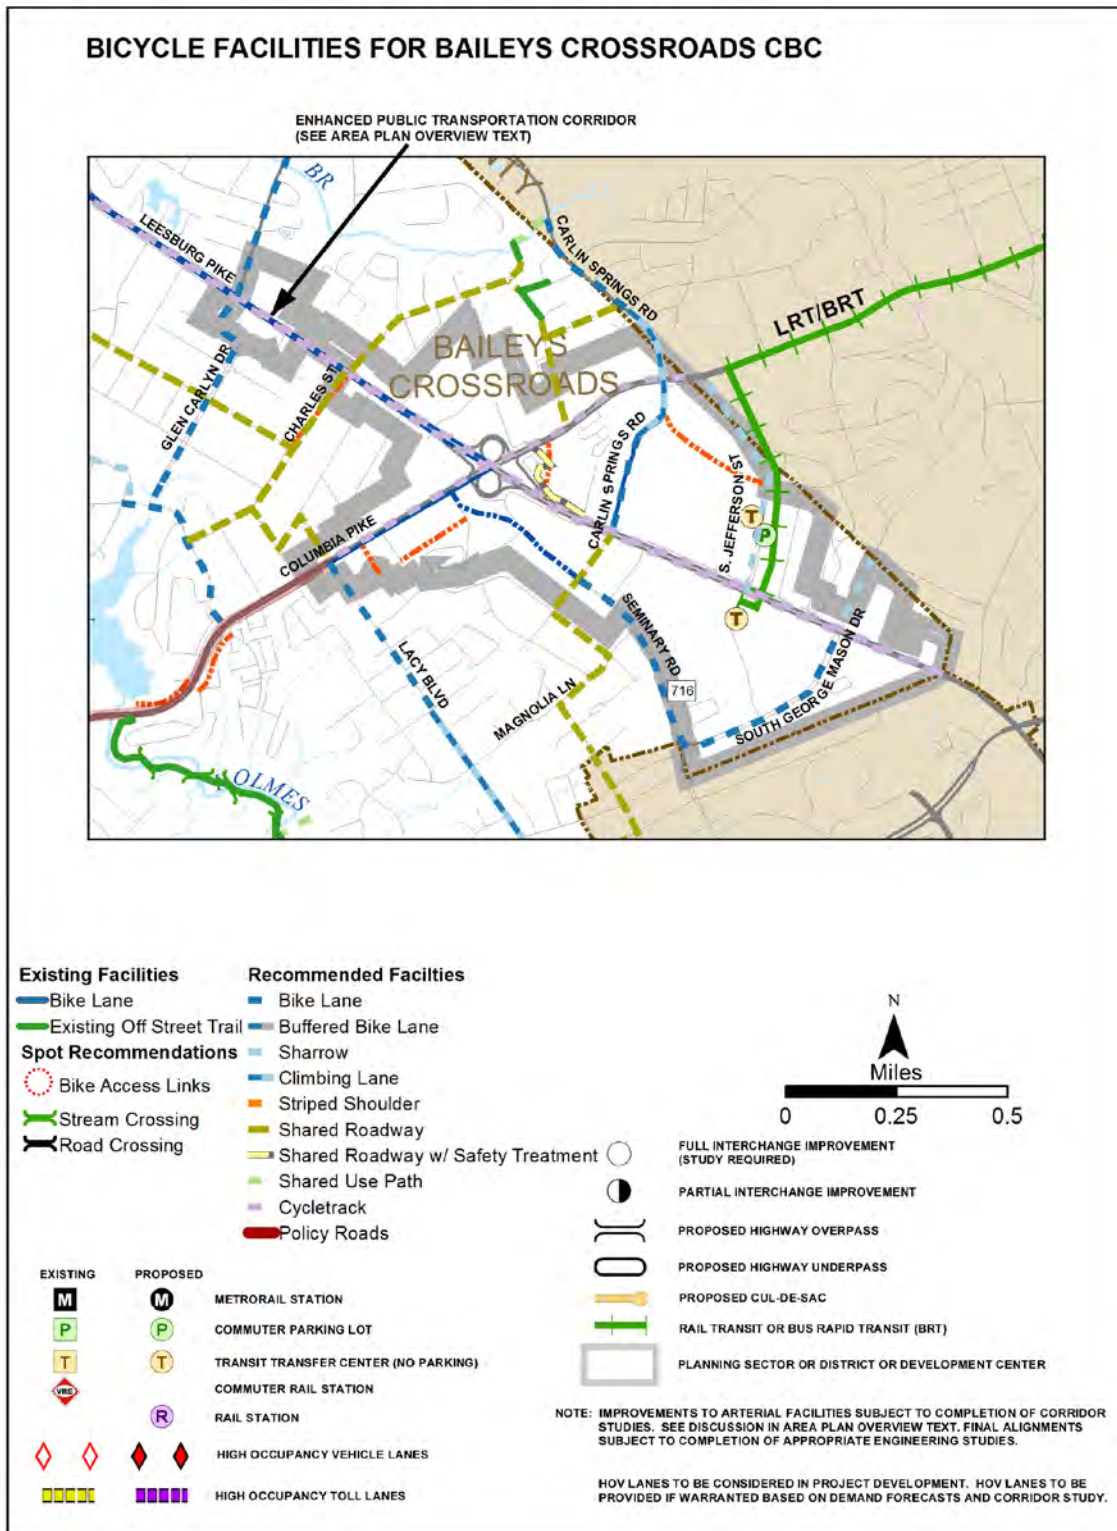 BICYCLE FACILITIES FOR BAILEYS CROSSROADS CBC
ENHANCED PUBLIC TRANSPORTATION CORRIDOR
(SEE AREA PLAN OVERVIEW TEXT)
BR
NTY
LEESBURG PIKE
CARLIN SPRINGS RD
LRT/BRT
BAILEYS
CROSSROADS
GLEN CARLYN DR
CHARLES ST
CARLIN SPRINGS RD
S. JEFFERSON ST
T
P
COLUMBIA PIKE
T
SEMINARY RD
LACY BLVD
MAGNOLIA LN
716
SOUTH GEORGE MASON DR
OLMES
Existing Facilities
Bike Lane
Existing Off Street Trail
Spot Recommendations
Bike Access Links
Stream Crossing
Road Crossing
Recommended Facilties
Bike Lane
Buffered Bike Lane
Sharrow
Climbing Lane
Striped Shoulder
Shared Roadway
Shared Roadway w/ Safety Treatment
Shared Use Path
Cycletrack
Policy Roads
N
Miles
0 0.25 0.5
FULL INTERCHANGE IMPROVEMENT
(STUDY REQUIRED)
PARTIAL INTERCHANGE IMPROVEMENT
PROPOSED HIGHWAY OVERPASS
PROPOSED HIGHWAY UNDERPASS
PROPOSED CUL-DE-SAC
RAIL TRANSIT OR BUS RAPID TRANSIT (BRT)
PLANNING SECTOR OR DISTRICT OR DEVELOPMENT CENTER
EXISTING PROPOSED
M M METRORAIL STATION
P P COMMUTER PARKING LOT
T T TRANSIT TRANSFER CENTER (NO PARKING)
VRE COMMUTER RAIL STATION
R RAIL STATION
HIGH OCCUPANCY VEHICLE LANES
HIGH OCCUPANCY TOLL LANES
NOTE: IMPROVEMENTS TO ARTERIAL FACILITIES SUBJECT TO COMPLETION OF CORRIDOR
STUDIES. SEE DISCUSSION IN AREA PLAN OVERVIEW TEXT. FINAL ALIGNMENTS
SUBJECT TO COMPLETION OF APPROPRIATE ENGINEERING STUDIES.
HOV LANES TO BE CONSIDERED IN PROJECT DEVELOPMENT. HOV LANES TO BE
PROVIDED IF WARRANTED BASED ON DEMAND FORECASTS AND CORRIDOR STUDY.